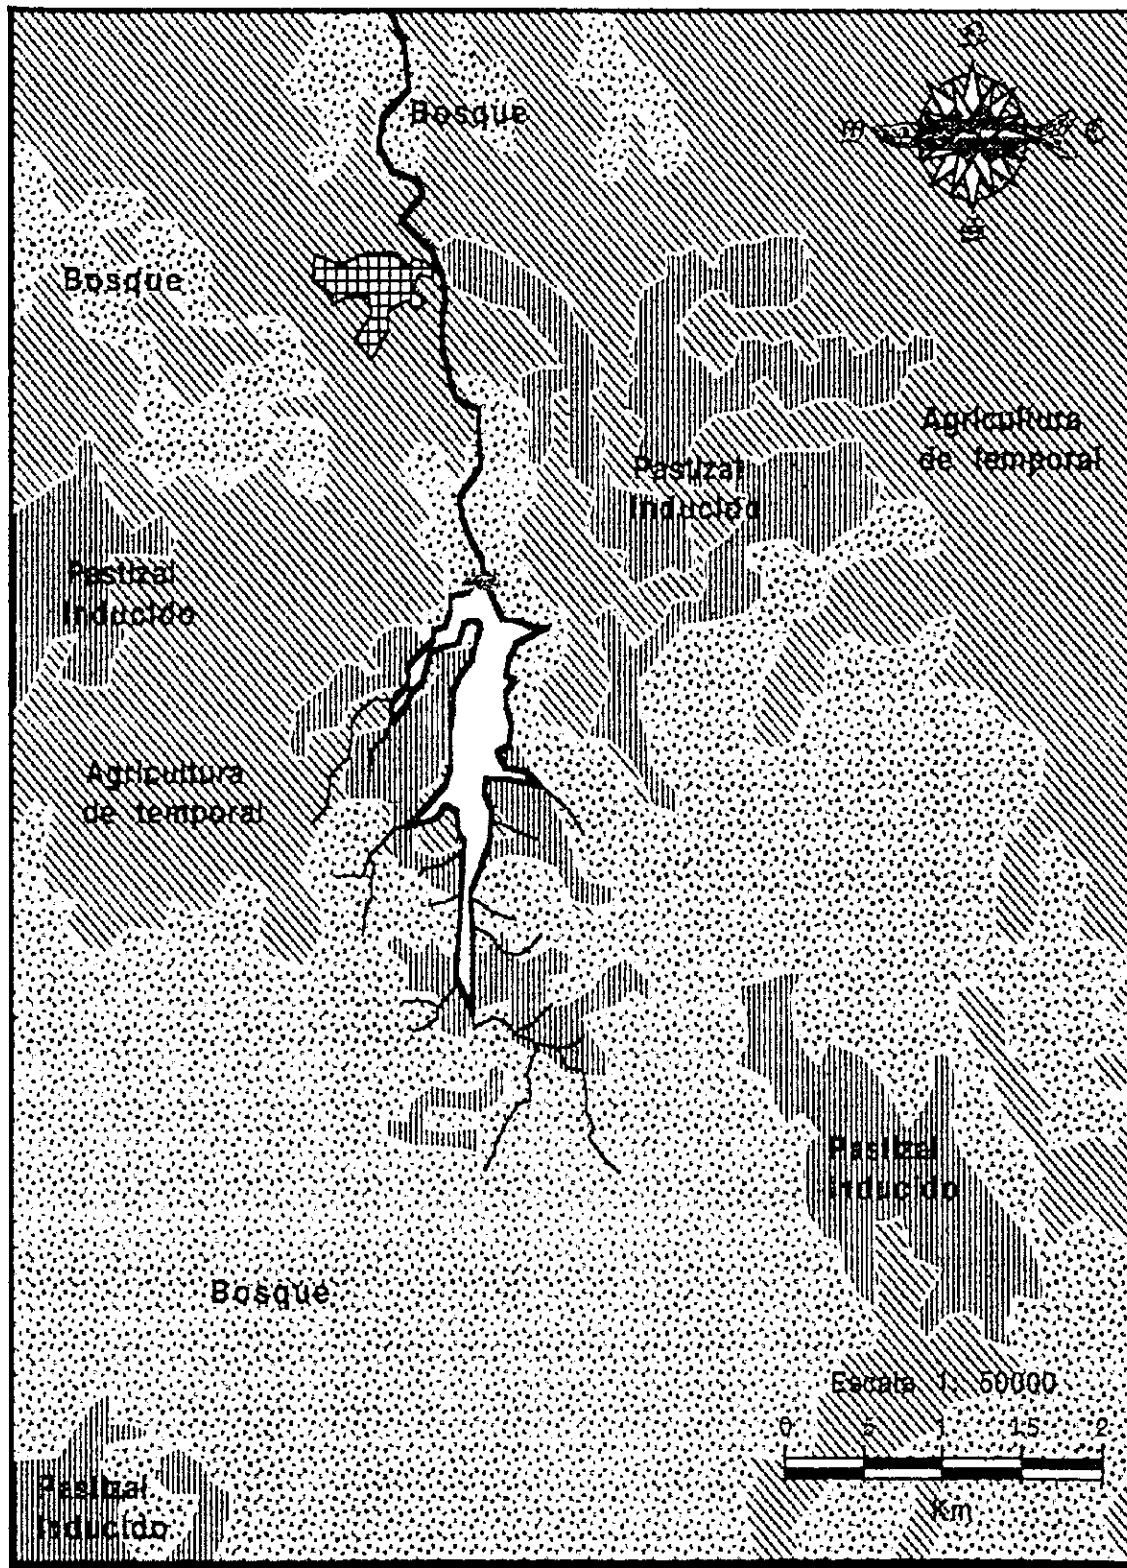 Bosque
Bosque
Agricultura
de temporal
Pastizal
Inducido
Pastizal
Inducido
Agricultura
de temporal
Pastizal
Inducido
Bosque
Escala 1: 50000
0 .5 1 1.5 2
Km
Pastizal
Inducido